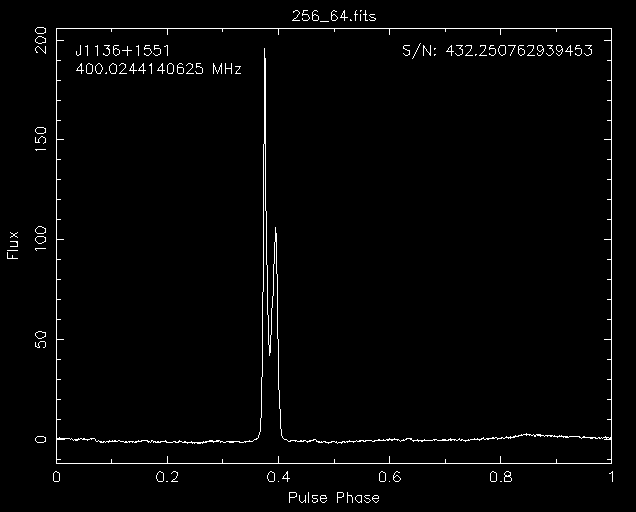 256_64.fits
J1136+1551
S/N: 432.250762939453
400.0244140625 MHz
200
150
100
50
0
Flux
0 0.2 0.4 0.6 0.8 1
Pulse Phase